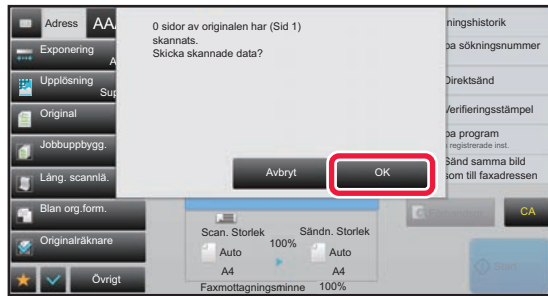 Adress AA
Exponering
A
Upplösning
Sup
Original
Jobbuppbygg.
Lång. scannlä.
Blan org.form.
Originalräknare
Övrigt
0 sidor av originalen har (Sid 1)
skannats.
Skicka skannade data?
Avbryt
OK
Scan. Storlek
Sändn. Storlek
100%
Auto
Auto
A4
A4
Faxmottagningsminne 100%
ningshistorik
pa sökningsnummer
Direktsänd
Verifieringsstämpel
pa program
registrerade inst.
Sänd samma bild
som till faxadressen
CA
Start